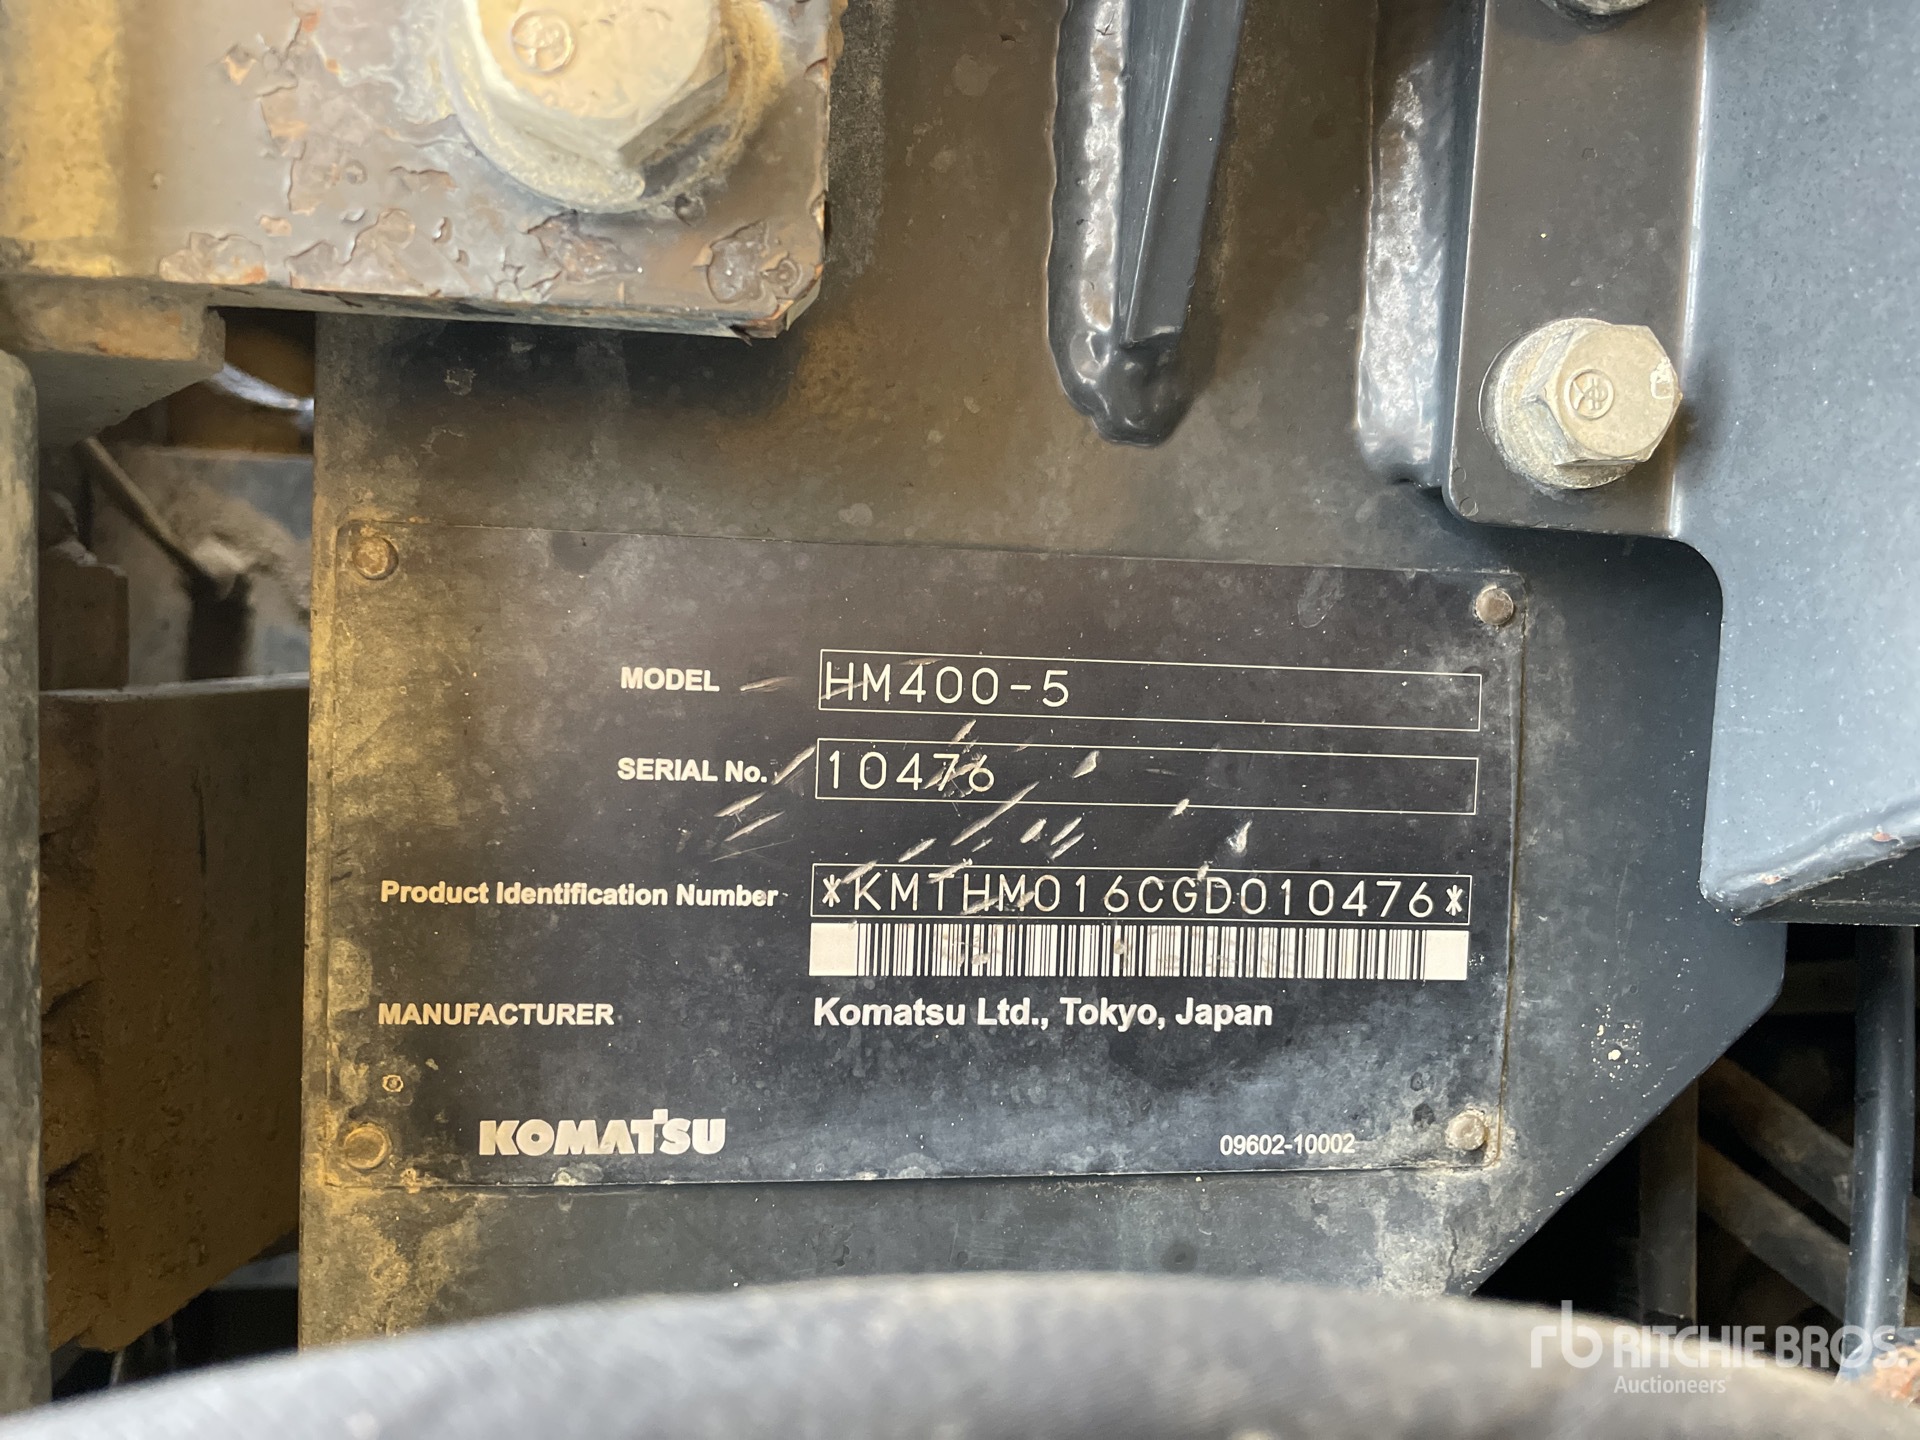 MODEL HM400-5
SERIAL No. 10476
Product Identification Number *KMTHM016CGD010476*
MANUFACTURER Komatsu Ltd., Tokyo, Japan
KOMATSU 09602-10002
rb RITCHIE BROS.
Auctioneers